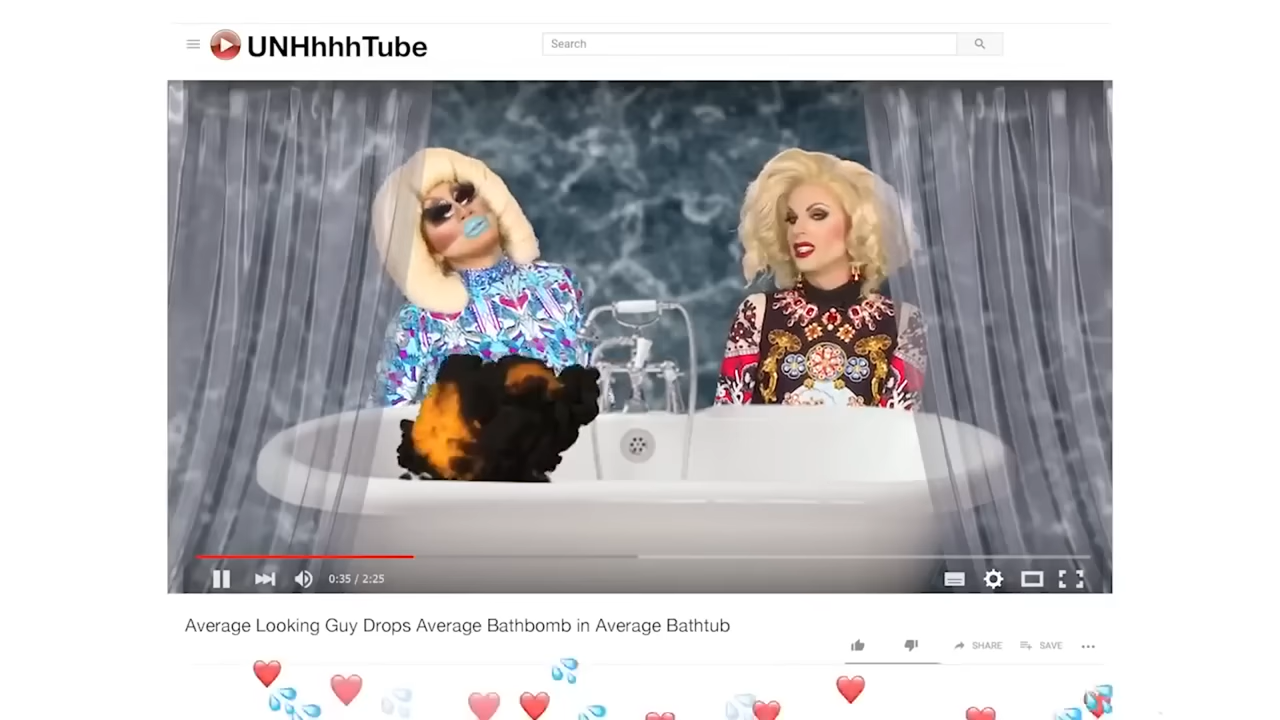 UNHhhhTube
Search
0:35 / 2:25
Average Looking Guy Drops Average Bathbomb in Average Bathtub
SHARE
SAVE